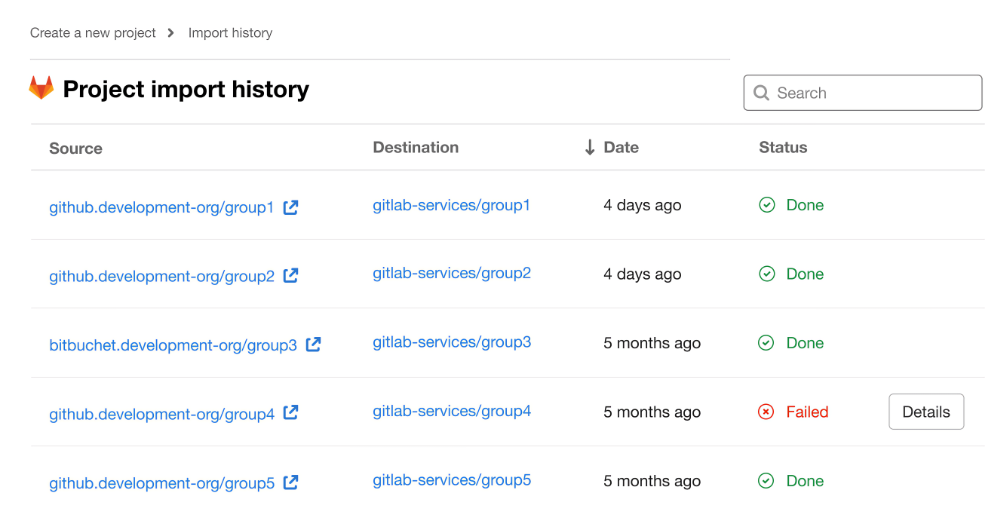 Create a new project > Import history
Project import history
Search
Source Destination ↓ Date Status
github.development-org/group1 gitlab-services/group1 4 days ago Done
github.development-org/group2 gitlab-services/group2 4 days ago Done
bitbuchet.development-org/group3 gitlab-services/group3 5 months ago Done
github.development-org/group4 gitlab-services/group4 5 months ago Failed Details
github.development-org/group5 gitlab-services/group5 5 months ago Done